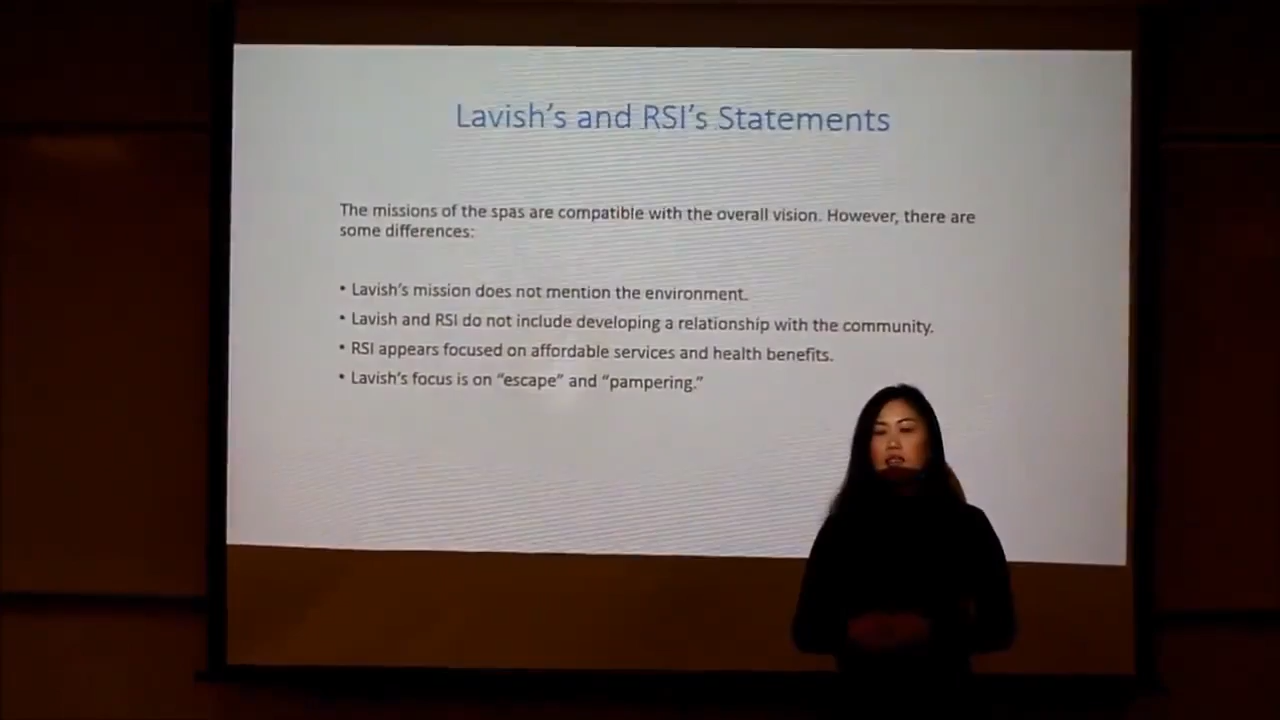 Lavish's and RSI's Statements
The missions of the spas are compatible with the overall vision. However, there are
some differences:
• Lavish's mission does not mention the environment.
• Lavish and RSI do not include developing a relationship with the community.
• RSI appears focused on affordable services and health benefits.
• Lavish's focus is on “escape” and “pampering.”